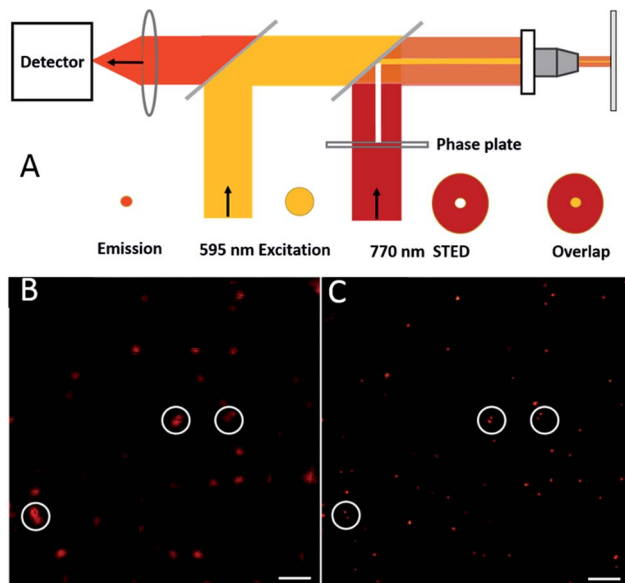 Detector
Phase plate
A
Emission 595 nm Excitation 770 nm STED Overlap
B C